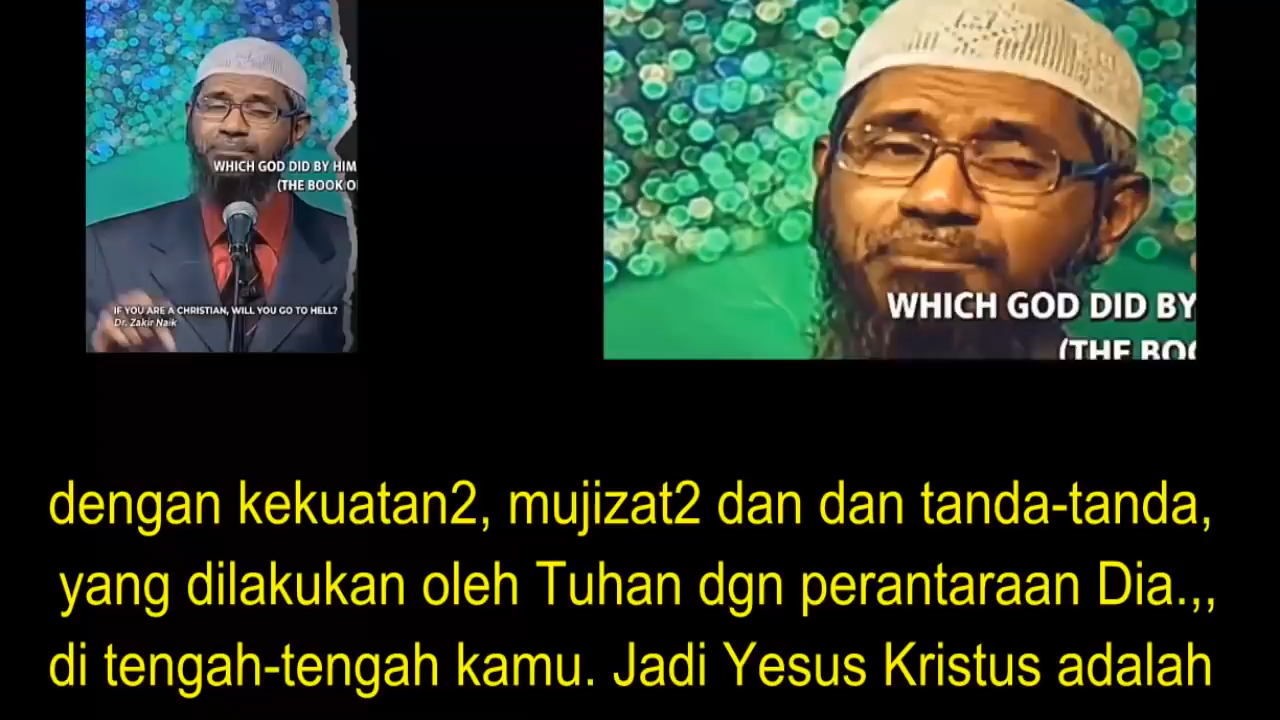 WHICH GOD DID BY HIM
(THE BOOK O
IF YOU ARE A CHRISTIAN, WILL YOU GO TO HELL?
Dr. Zakir Naik
WHICH GOD DID BY
(THE BOO
dengan kekuatan2, mujizat2 dan dan tanda-tanda,
yang dilakukan oleh Tuhan dgn perantaraan Dia.,,
di tengah-tengah kamu. Jadi Yesus Kristus adalah